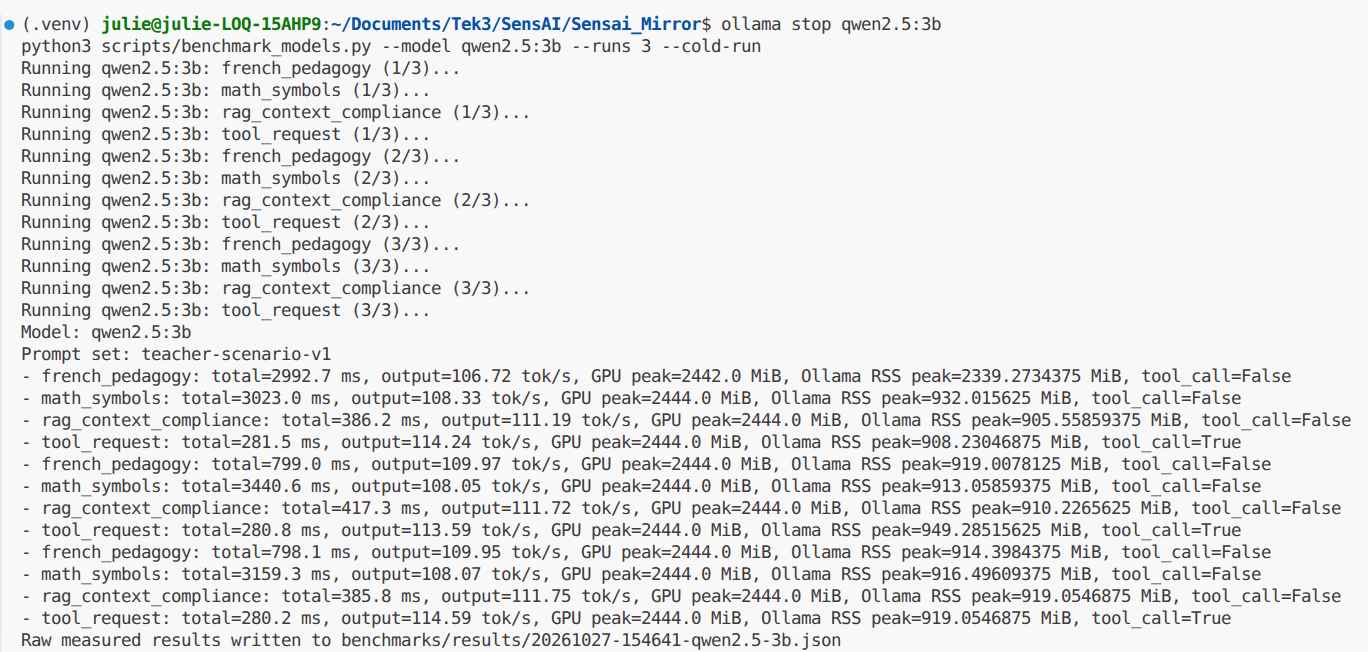 (.venv) julie@julie-LOQ-15AHP9:~/Documents/Tek3/SensAI/Sensai_Mirror$ ollama stop qwen2.5:3b
python3 scripts/benchmark_models.py --model qwen2.5:3b --runs 3 --cold-run
Running qwen2.5:3b: french_pedagogy (1/3)...
Running qwen2.5:3b: math_symbols (1/3)...
Running qwen2.5:3b: rag_context_compliance (1/3)...
Running qwen2.5:3b: tool_request (1/3)...
Running qwen2.5:3b: french_pedagogy (2/3)...
Running qwen2.5:3b: math_symbols (2/3)...
Running qwen2.5:3b: rag_context_compliance (2/3)...
Running qwen2.5:3b: tool_request (2/3)...
Running qwen2.5:3b: french_pedagogy (3/3)...
Running qwen2.5:3b: math_symbols (3/3)...
Running qwen2.5:3b: rag_context_compliance (3/3)...
Running qwen2.5:3b: tool_request (3/3)...
Model: qwen2.5:3b
Prompt set: teacher-scenario-v1
- french_pedagogy: total=2992.7 ms, output=106.72 tok/s, GPU peak=2442.0 MiB, Ollama RSS peak=2339.2734375 MiB, tool_call=False
- math_symbols: total=3023.0 ms, output=108.33 tok/s, GPU peak=2444.0 MiB, Ollama RSS peak=932.015625 MiB, tool_call=False
- rag_context_compliance: total=386.2 ms, output=111.19 tok/s, GPU peak=2444.0 MiB, Ollama RSS peak=905.55859375 MiB, tool_call=False
- tool_request: total=281.5 ms, output=114.24 tok/s, GPU peak=2444.0 MiB, Ollama RSS peak=908.23046875 MiB, tool_call=True
- french_pedagogy: total=799.0 ms, output=109.97 tok/s, GPU peak=2444.0 MiB, Ollama RSS peak=919.0078125 MiB, tool_call=False
- math_symbols: total=3440.6 ms, output=108.05 tok/s, GPU peak=2444.0 MiB, Ollama RSS peak=913.05859375 MiB, tool_call=False
- rag_context_compliance: total=417.3 ms, output=111.72 tok/s, GPU peak=2444.0 MiB, Ollama RSS peak=910.2265625 MiB, tool_call=False
- tool_request: total=280.8 ms, output=113.59 tok/s, GPU peak=2444.0 MiB, Ollama RSS peak=949.28515625 MiB, tool_call=True
- french_pedagogy: total=798.1 ms, output=109.95 tok/s, GPU peak=2444.0 MiB, Ollama RSS peak=914.3984375 MiB, tool_call=False
- math_symbols: total=3159.3 ms, output=108.07 tok/s, GPU peak=2444.0 MiB, Ollama RSS peak=916.49609375 MiB, tool_call=False
- rag_context_compliance: total=385.8 ms, output=111.75 tok/s, GPU peak=2444.0 MiB, Ollama RSS peak=919.0546875 MiB, tool_call=False
- tool_request: total=280.2 ms, output=114.59 tok/s, GPU peak=2444.0 MiB, Ollama RSS peak=919.0546875 MiB, tool_call=True
Raw measured results written to benchmarks/results/20261027-154641-qwen2.5-3b.json